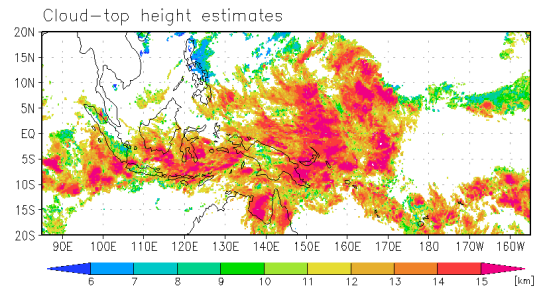 Cloud-top height estimates
20N
15N
10N
5N
EQ
5S
10S
15S
20S
90E 100E 110E 120E 130E 140E 150E 160E 170E 180 170W 160W
6 7 8 9 10 11 12 13 14 15 [km]